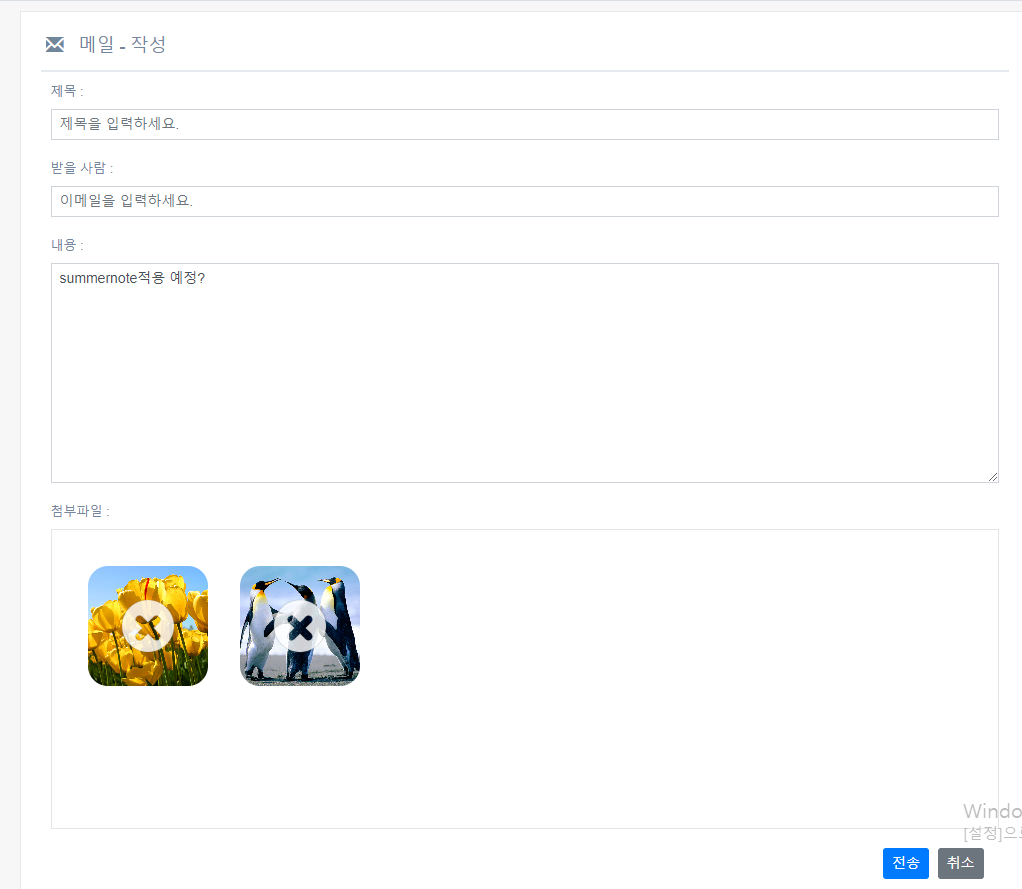 메일 - 작성
제목 :
제목을 입력하세요.
받을 사람 :
이메일을 입력하세요.
내용 :
summernote적용 예정?
첨부파일 :
Windo
[설정]으
전송 취소